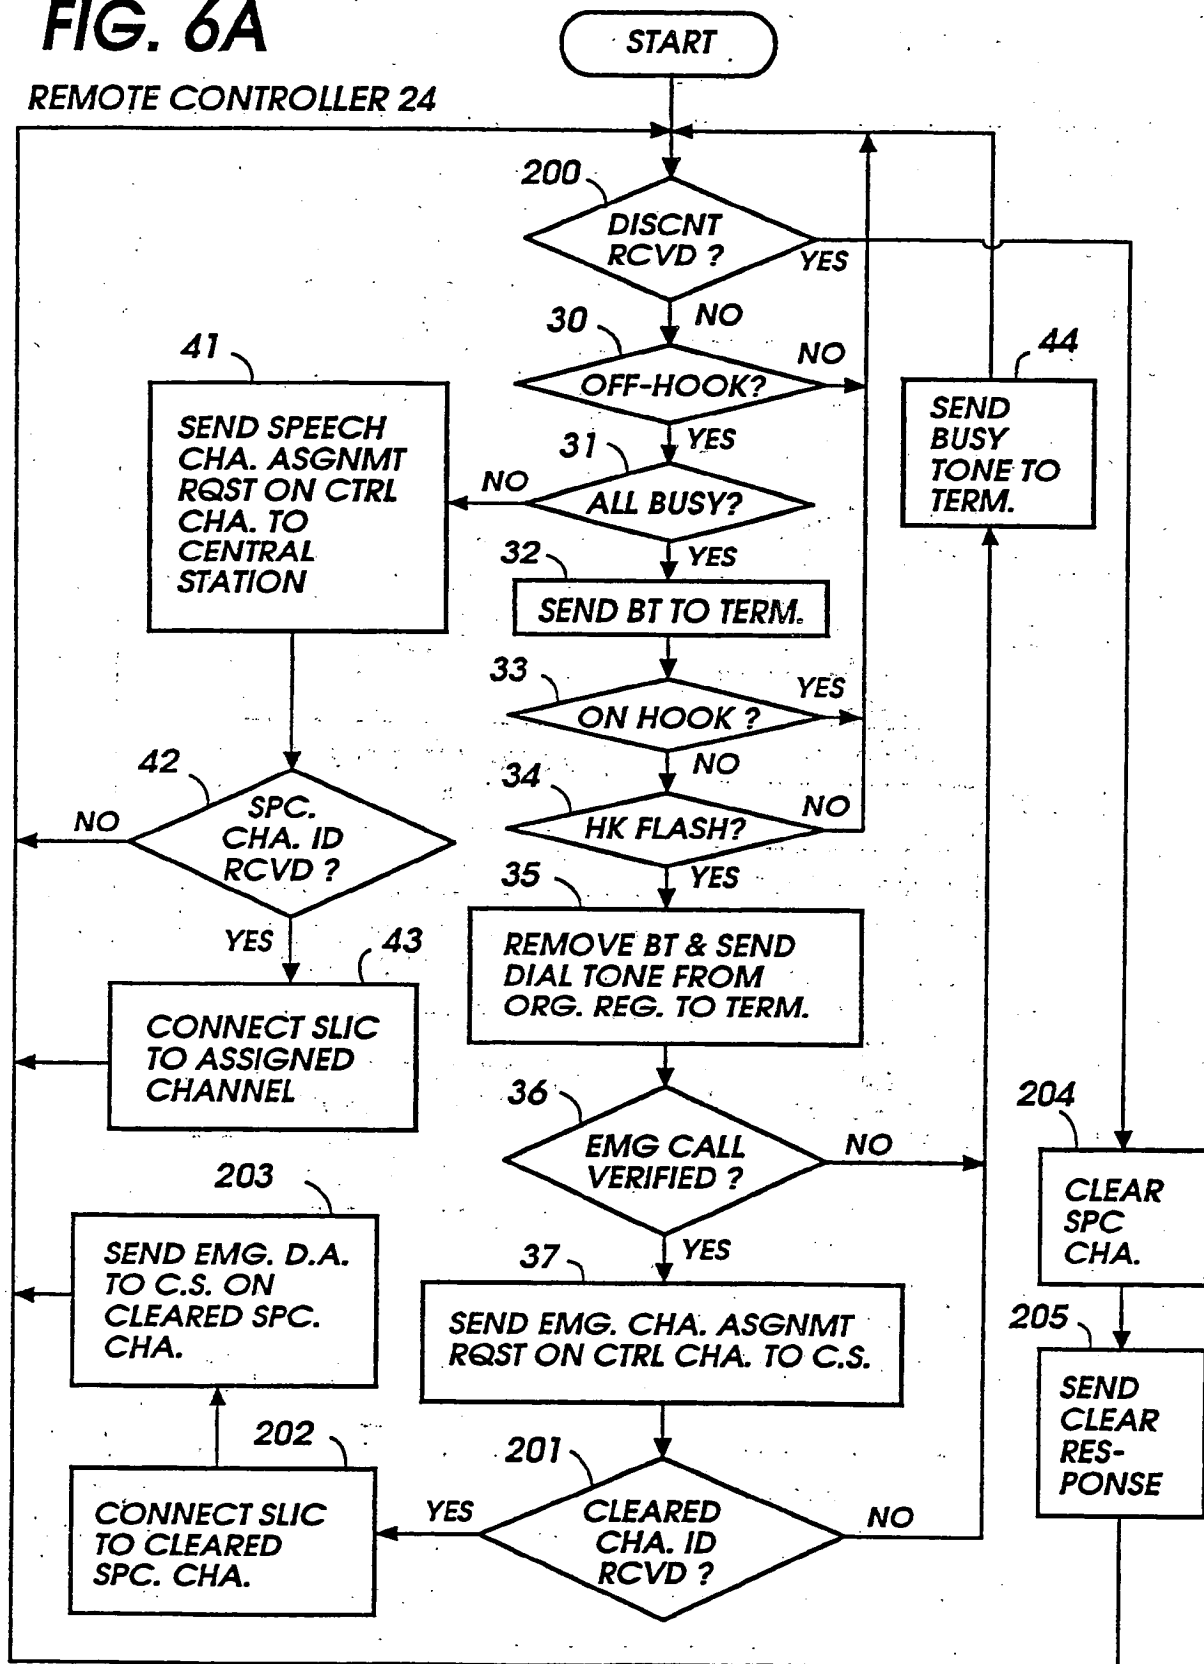 FIG. 6A
REMOTE CONTROLLER 24
START
200
DISCNT
RCVD ?
YES
NO
30
OFF-HOOK?
NO
YES
31
ALL BUSY?
NO
YES
41
SEND SPEECH
CHA. ASGNMT
RQST ON CTRL
CHA. TO
CENTRAL
STATION
44
SEND
BUSY
TONE TO
TERM.
32
SEND BT TO TERM.
33
ON HOOK ?
YES
NO
34
HK FLASH?
NO
YES
42
SPC.
CHA. ID
RCVD ?
NO
YES
43
CONNECT SLIC
TO ASSIGNED
CHANNEL
35
REMOVE BT & SEND
DIAL TONE FROM
ORG. REG. TO TERM.
36
EMG CALL
VERIFIED ?
NO
YES
204
CLEAR
SPC
CHA.
203
SEND EMG. D.A.
TO C.S. ON
CLEARED SPC.
CHA.
37
SEND EMG. CHA. ASGNMT
RQST ON CTRL CHA. TO C.S.
205
SEND
CLEAR
RES-
PONSE
202
CONNECT SLIC
TO CLEARED
SPC. CHA.
201
CLEARED
CHA. ID
RCVD ?
YES
NO